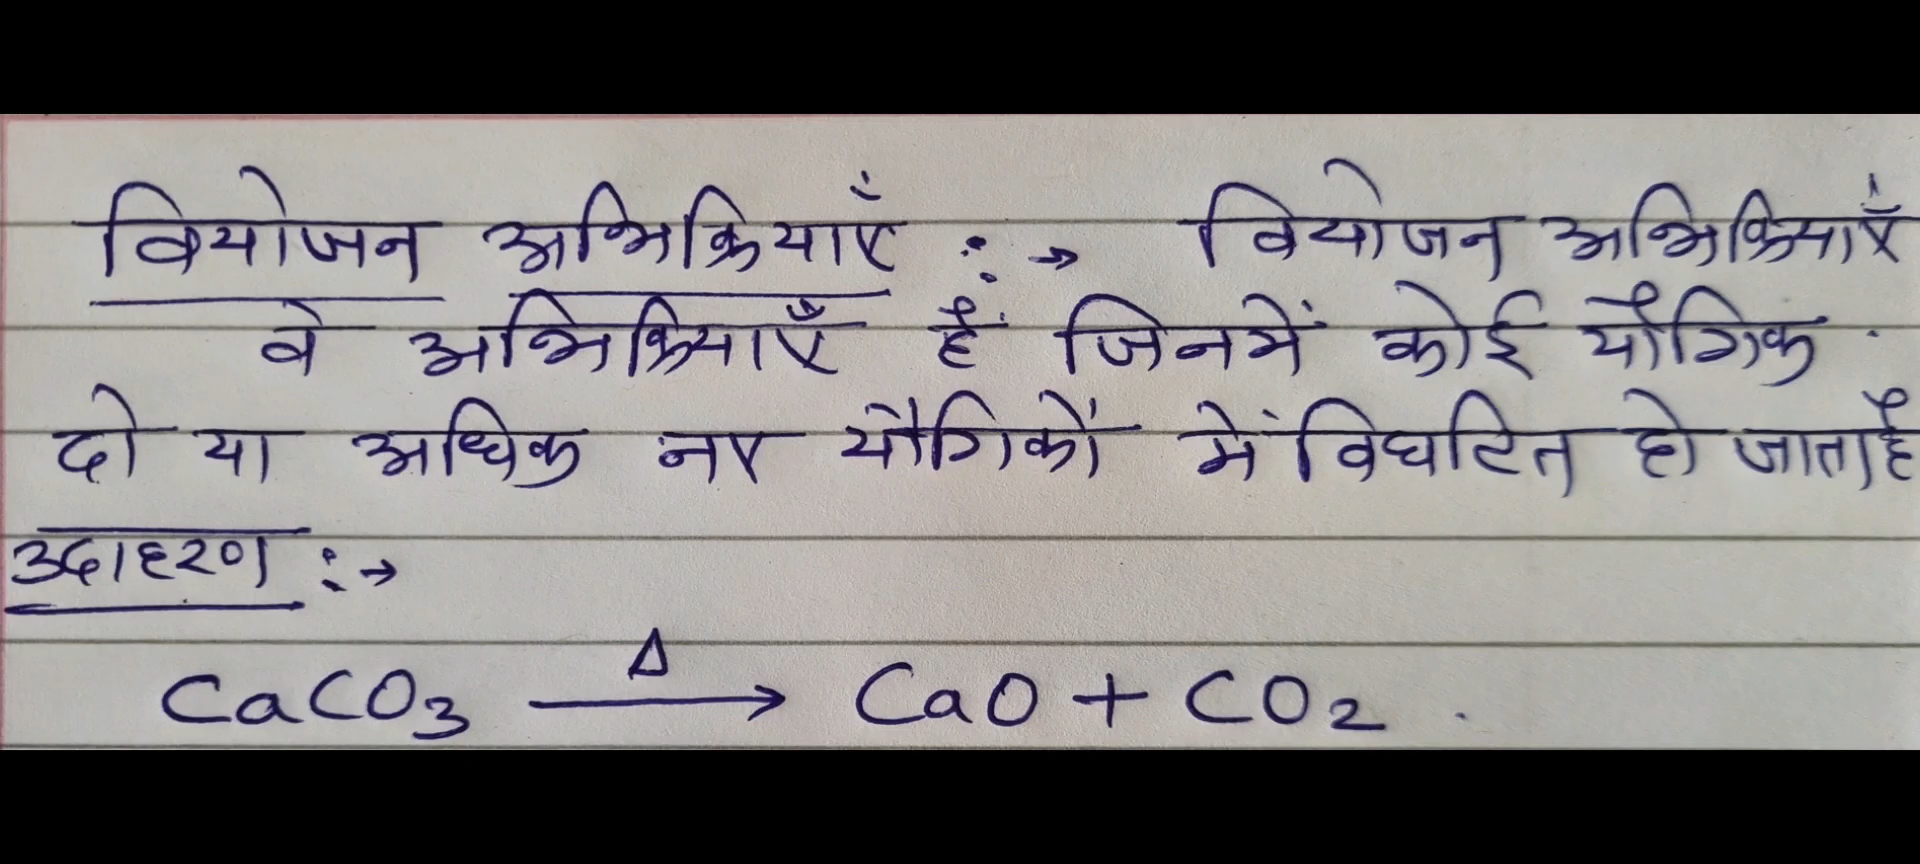 वियोजन अभिक्रियाएँ :→ वियोजन अभिक्रियाएँ
वे अभिक्रियाएँ हैं जिनमें कोई यौगिक
दो या अधिक नए यौगिकों में विघटित हो जाता है
उदाहरण :→
CaCO₃ —Δ→ CaO + CO₂ .